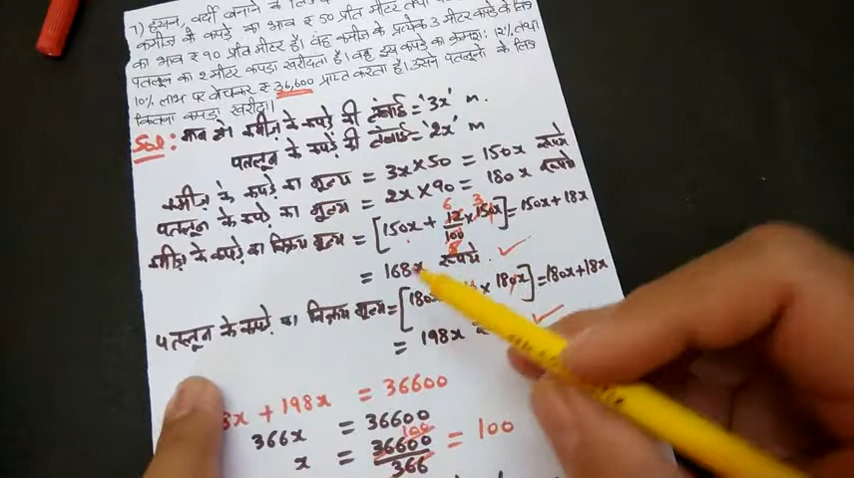 7) हसन, वर्दी बनाने के लिए
कमीज़ के कपड़े का भाव ₹ 50 प्रति मीटर तथा
का भाव ₹ 90 प्रति मीटर है। वह कमीज़ के प्रत्येक 3 मीटर कपड़े के लिए
पतलून का 2 मीटर कपड़ा खरीदता है। वह इस कपड़े को क्रमशः 12% तथा
10% लाभ पर बेचकर ₹ 36,600 प्राप्त करता है। उसने पतलूनों के लिए
कितना कपड़ा खरीदा।
Sol: माना कमीज़ के कपड़े की लंबाई = '3x' m.
पतलून के कपड़े की लंबाई = '2x' m
कमीज़ के कपड़े का मूल्य = 3x × 50 = 150x रूपये
पतलून के कपड़े का मूल्य = 2x × 90 = 180x रूपये
कमीज़ के कपड़े का विक्रय मूल्य = [150x + 12/100 × 150x] = 150x + 18x
= 168x रूपये.
पतलून के कपड़े का विक्रय मूल्य = [180x × 180x] = 180x + 18x
= 198x
8x + 198x = 36600
366x = 36600
x = 36600/366 = 100